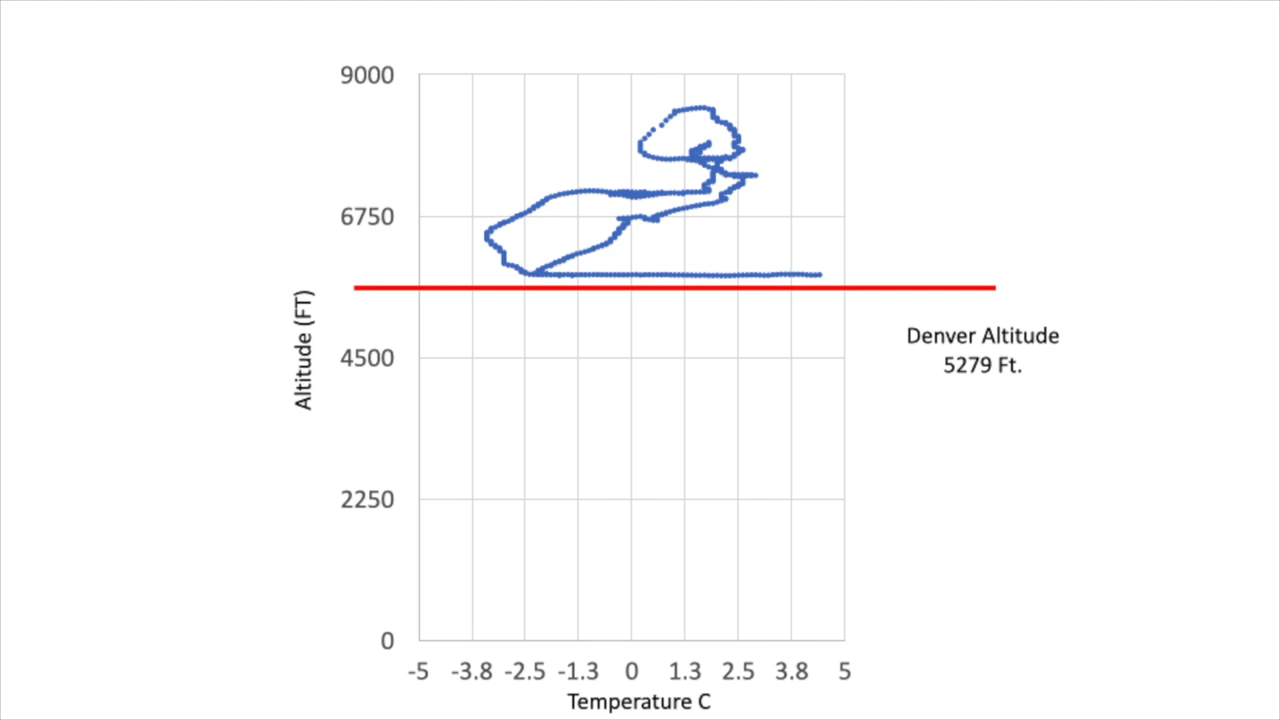 9000
6750
4500
2250
0
Altitude (FT)
-5 -3.8 -2.5 -1.3 0 1.3 2.5 3.8 5
Temperature C
Denver Altitude
5279 Ft.